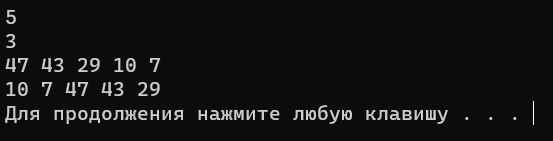 5
3
47 43 29 10 7
10 7 47 43 29
Для продолжения нажмите любую клавишу . . .